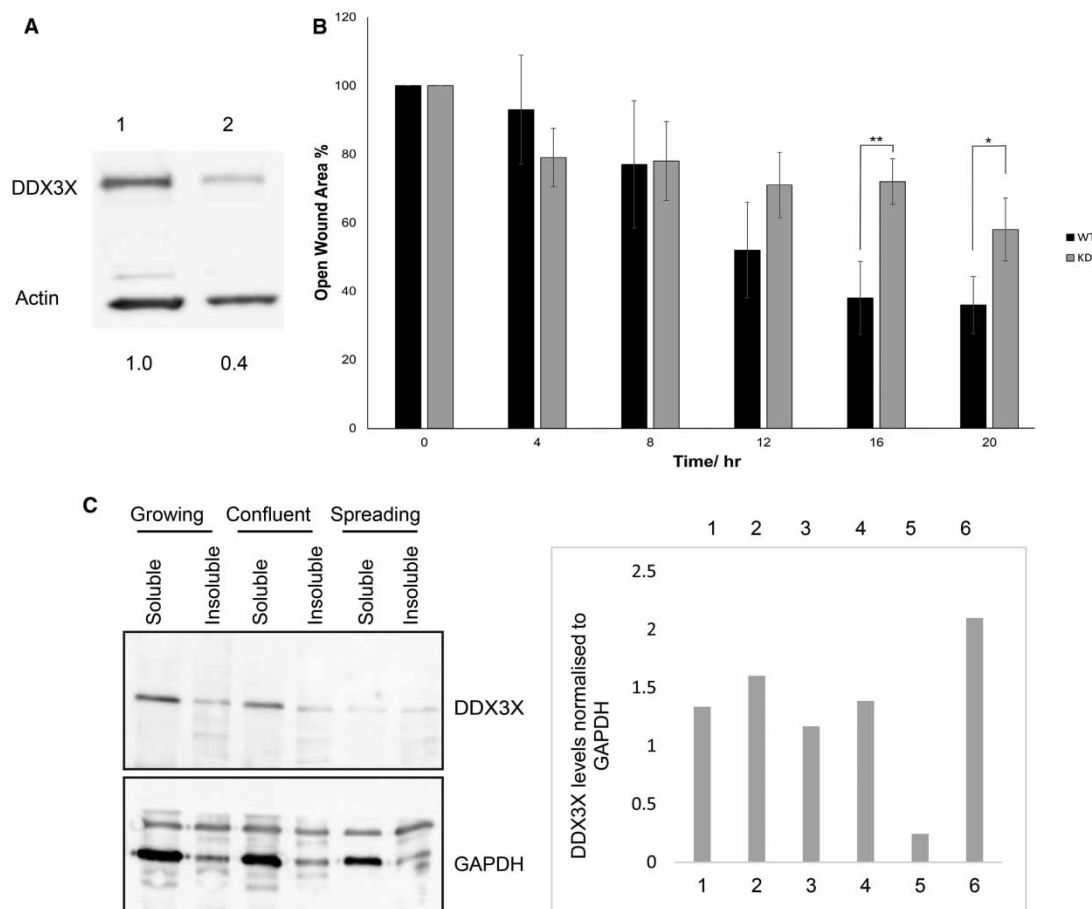 A
1 2
DDX3X
Actin
1.0 0.4
B
120
100
80
60
40
20
0
Open Wound Area %
** *
0 4 8 12 16 20
Time/ hr
WT
KD
C
Growing Confluent Spreading
Soluble Insoluble Soluble Insoluble Soluble Insoluble
DDX3X
GAPDH
1 2 3 4 5 6
2.5
2
1.5
1
0.5
0
DDX3X levels normalised to
GAPDH
1 2 3 4 5 6